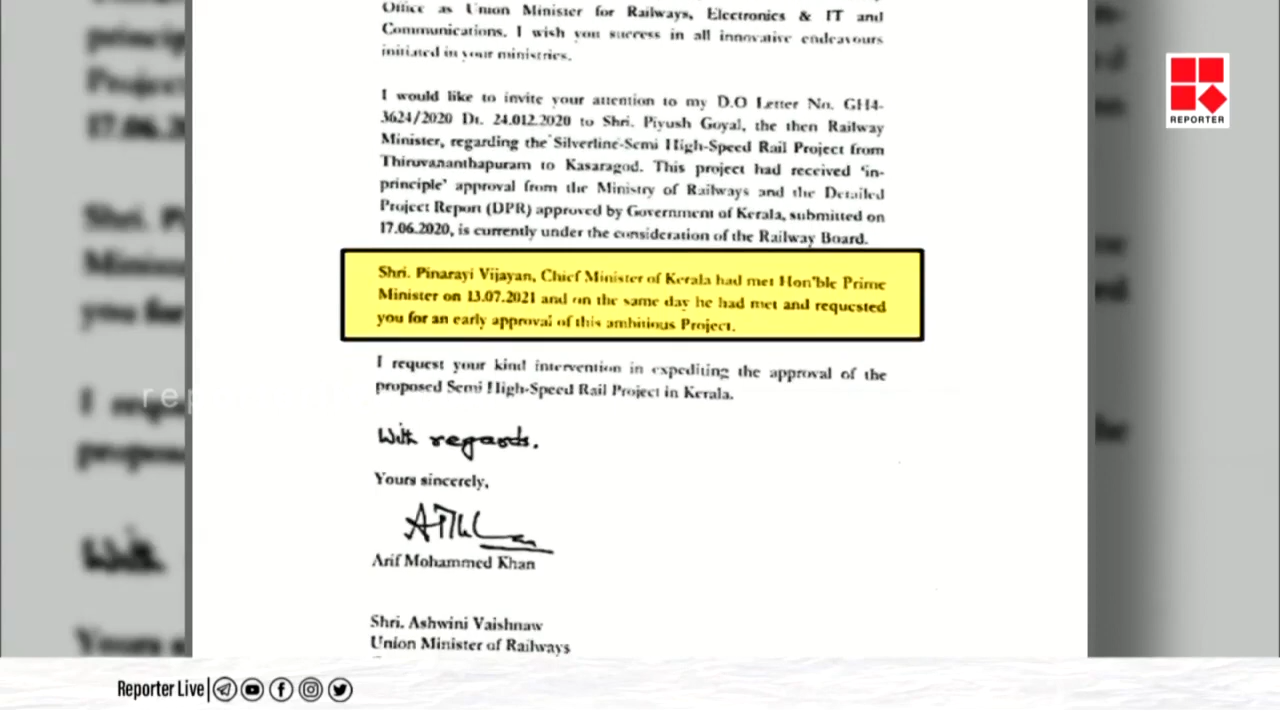 Office as Union Minister for Railways, Electronics & IT and
Communications. I wish you success in all innovative endeavours
initiated in your ministries.
I would like to invite your attention to my D.O Letter No. GH4-
3624/2020 Dt. 24.012.2020 to Shri. Piyush Goyal, the then Railway
Minister, regarding the Silverline-Semi High-Speed Rail Project from
Thiruvananthapuram to Kasaragod. This project had received 'in-
principle' approval from the Ministry of Railways and the Detailed
Project Report (DPR) approved by Government of Kerala, submitted on
17.06.2020, is currently under the consideration of the Railway Board.
Shri. Pinarayi Vijayan, Chief Minister of Kerala had met Hon'ble Prime
Minister on 13.07.2021 and on the same day he had met and requested
you for an early approval of this ambitious Project.
I request your kind intervention in expediting the approval of the
proposed Semi High-Speed Rail Project in Kerala.
With regards.
Yours sincerely,
Arif Mohammed Khan
Shri. Ashwini Vaishnaw
Union Minister of Railways
REPORTER
Reporter Live